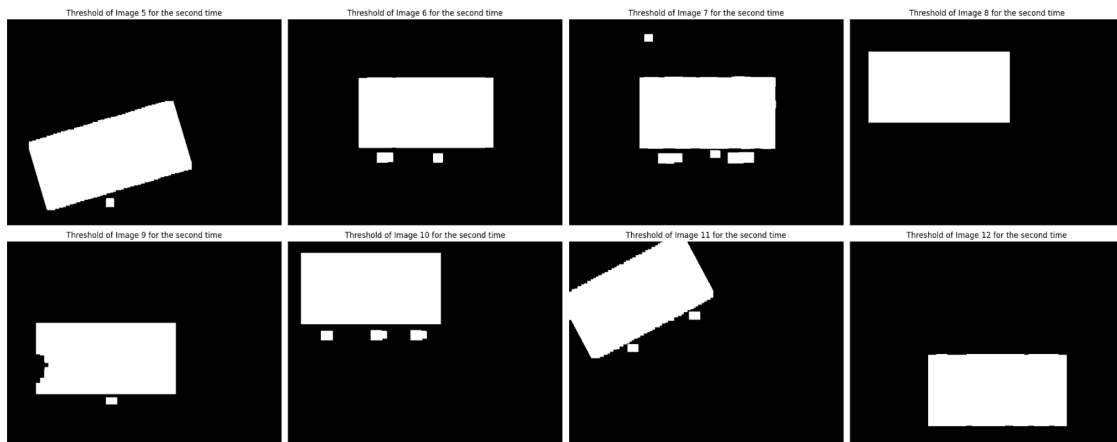 Threshold of Image 5 for the second time
Threshold of Image 6 for the second time
Threshold of Image 7 for the second time
Threshold of Image 8 for the second time
Threshold of Image 9 for the second time
Threshold of Image 10 for the second time
Threshold of Image 11 for the second time
Threshold of Image 12 for the second time